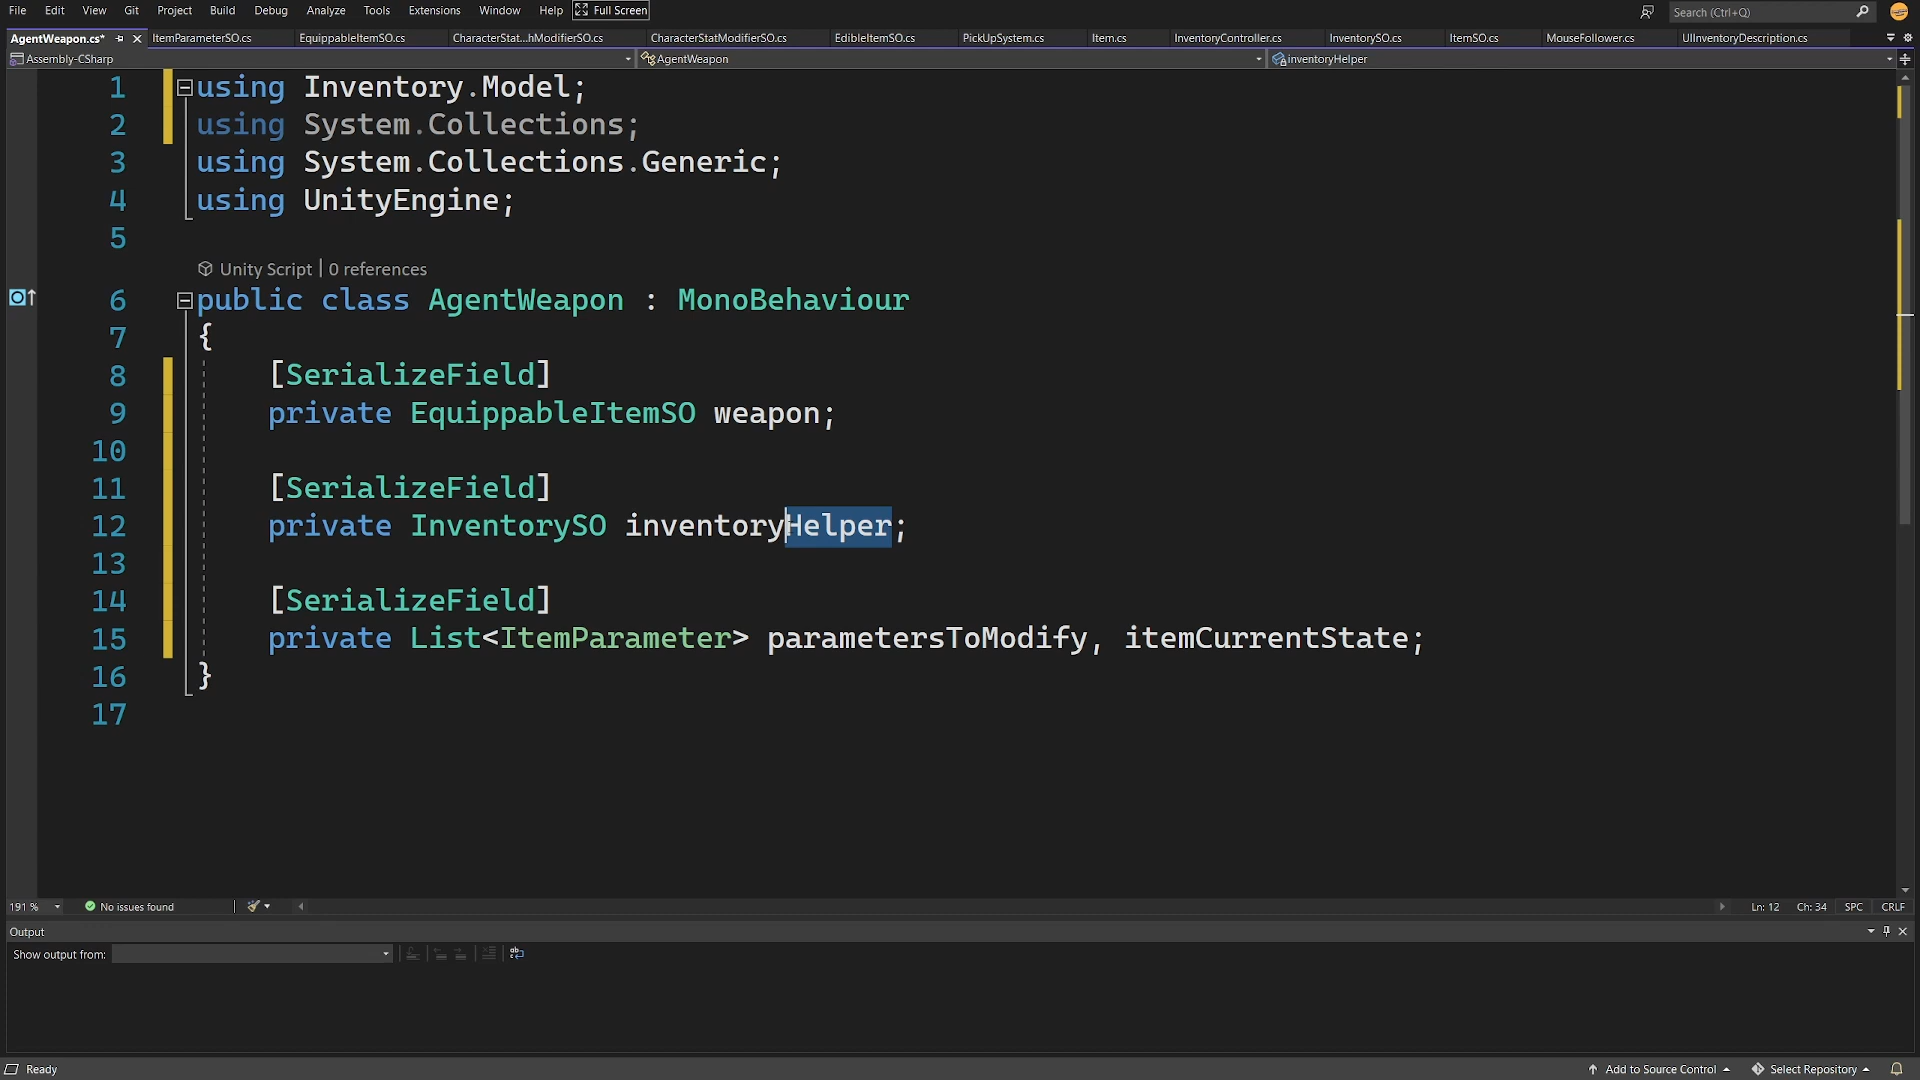 File Edit View Git Project Build Debug Analyze Tools Extensions Window Help Full Screen Search (Ctrl+Q)
AgentWeapon.cs* ItemParameterSO.cs EquippableItemSO.cs CharacterStat...hModifierSO.cs CharacterStatModifierSO.cs EdibleItemSO.cs PickUpSystem.cs Item.cs InventoryController.cs InventorySO.cs ItemSO.cs MouseFollower.cs UIInventoryDescription.cs
Assembly-CSharp AgentWeapon inventoryHelper
1 using Inventory.Model;
2 using System.Collections;
3 using System.Collections.Generic;
4 using UnityEngine;
5
Unity Script | 0 references
6 public class AgentWeapon : MonoBehaviour
7 {
8 [SerializeField]
9 private EquippableItemSO weapon;
10
11 [SerializeField]
12 private InventorySO inventoryHelper;
13
14 [SerializeField]
15 private List<ItemParameter> parametersToModify, itemCurrentState;
16 }
17
191 % No issues found Ln: 12 Ch: 34 SPC CRLF
Output
Show output from:
Ready Add to Source Control Select Repository